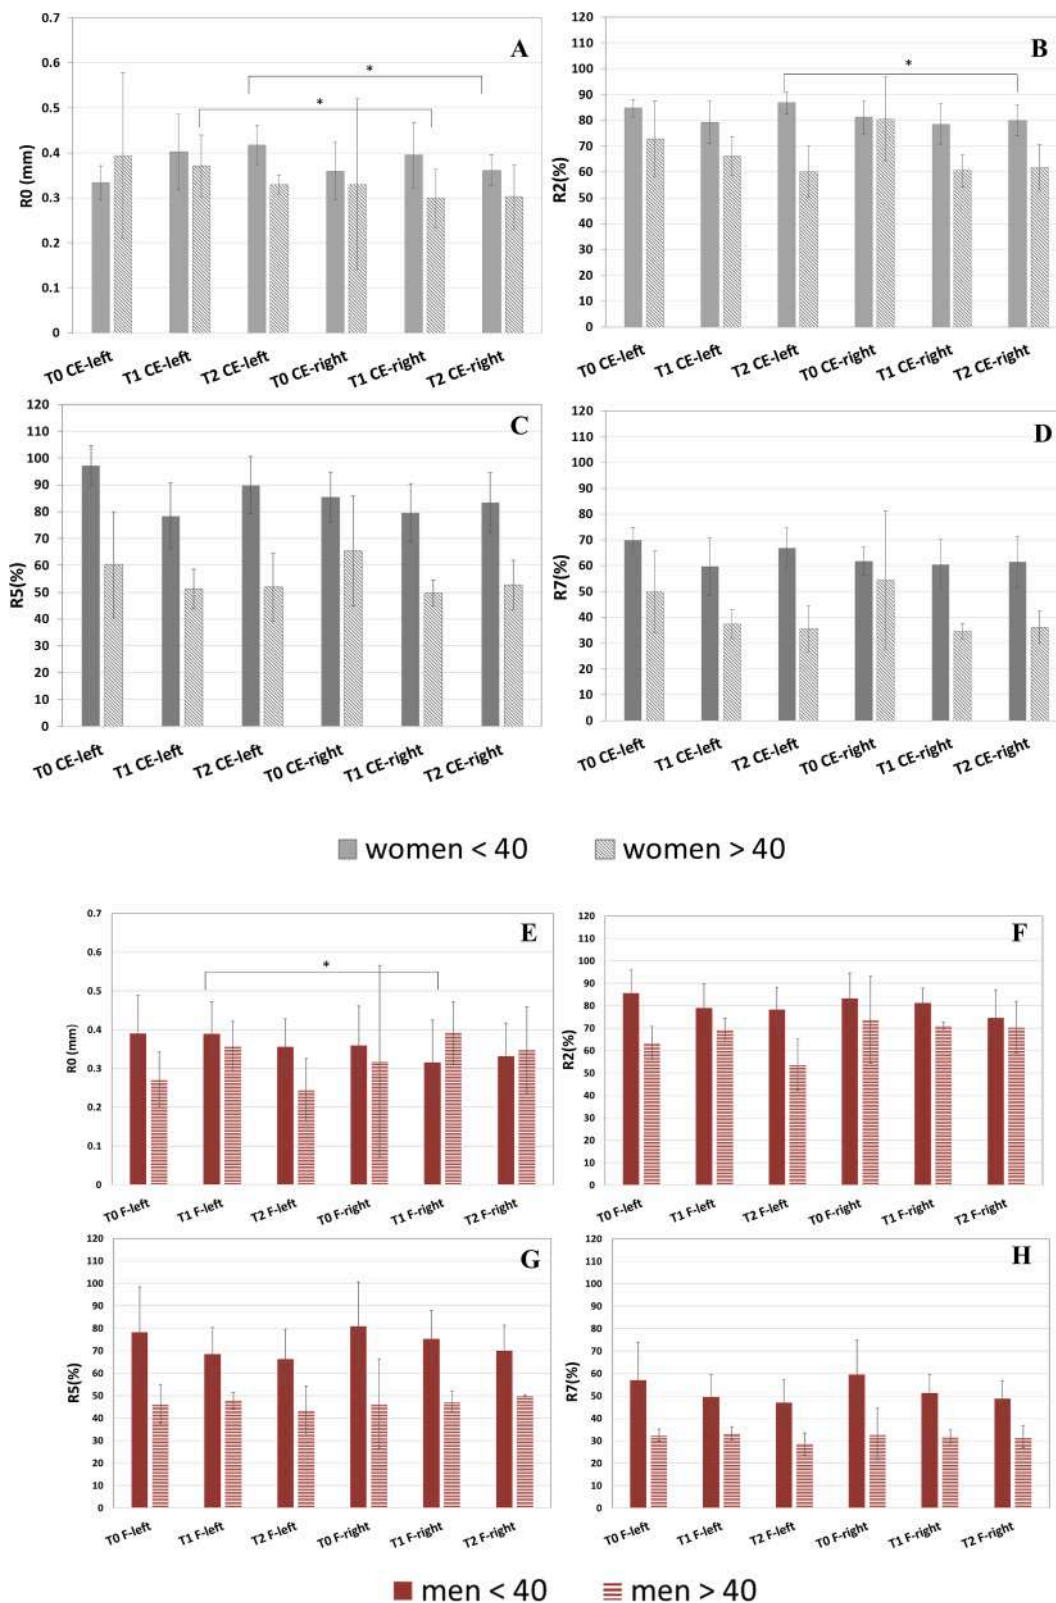 A
R0 (mm)
0.7
0.6
0.5
0.4
0.3
0.2
0.1
0
*
*
T0 CE-left
T1 CE-left
T2 CE-left
T0 CE-right
T1 CE-right
T2 CE-right
B
R2(%)
120
110
100
90
80
70
60
50
40
30
20
10
0
*
T0 CE-left
T1 CE-left
T2 CE-left
T0 CE-right
T1 CE-right
T2 CE-right
C
R5(%)
120
110
100
90
80
70
60
50
40
30
20
10
0
T0 CE-left
T1 CE-left
T2 CE-left
T0 CE-right
T1 CE-right
T2 CE-right
D
R7(%)
120
110
100
90
80
70
60
50
40
30
20
10
0
T0 CE-left
T1 CE-left
T2 CE-left
T0 CE-right
T1 CE-right
T2 CE-right
women < 40 women > 40
E
R0 (mm)
0.7
0.6
0.5
0.4
0.3
0.2
0.1
0
*
T0 F-left
T1 F-left
T2 F-left
T0 F-right
T1 F-right
T2 F-right
F
R2(%)
120
110
100
90
80
70
60
50
40
30
20
10
0
T0 F-left
T1 F-left
T2 F-left
T0 F-right
T1 F-right
T2 F-right
G
R5(%)
120
110
100
90
80
70
60
50
40
30
20
10
0
T0 F-left
T1 F-left
T2 F-left
T0 F-right
T1 F-right
T2 F-right
H
R7(%)
120
110
100
90
80
70
60
50
40
30
20
10
0
T0 F-left
T1 F-left
T2 F-left
T0 F-right
T1 F-right
T2 F-right
men < 40 men > 40